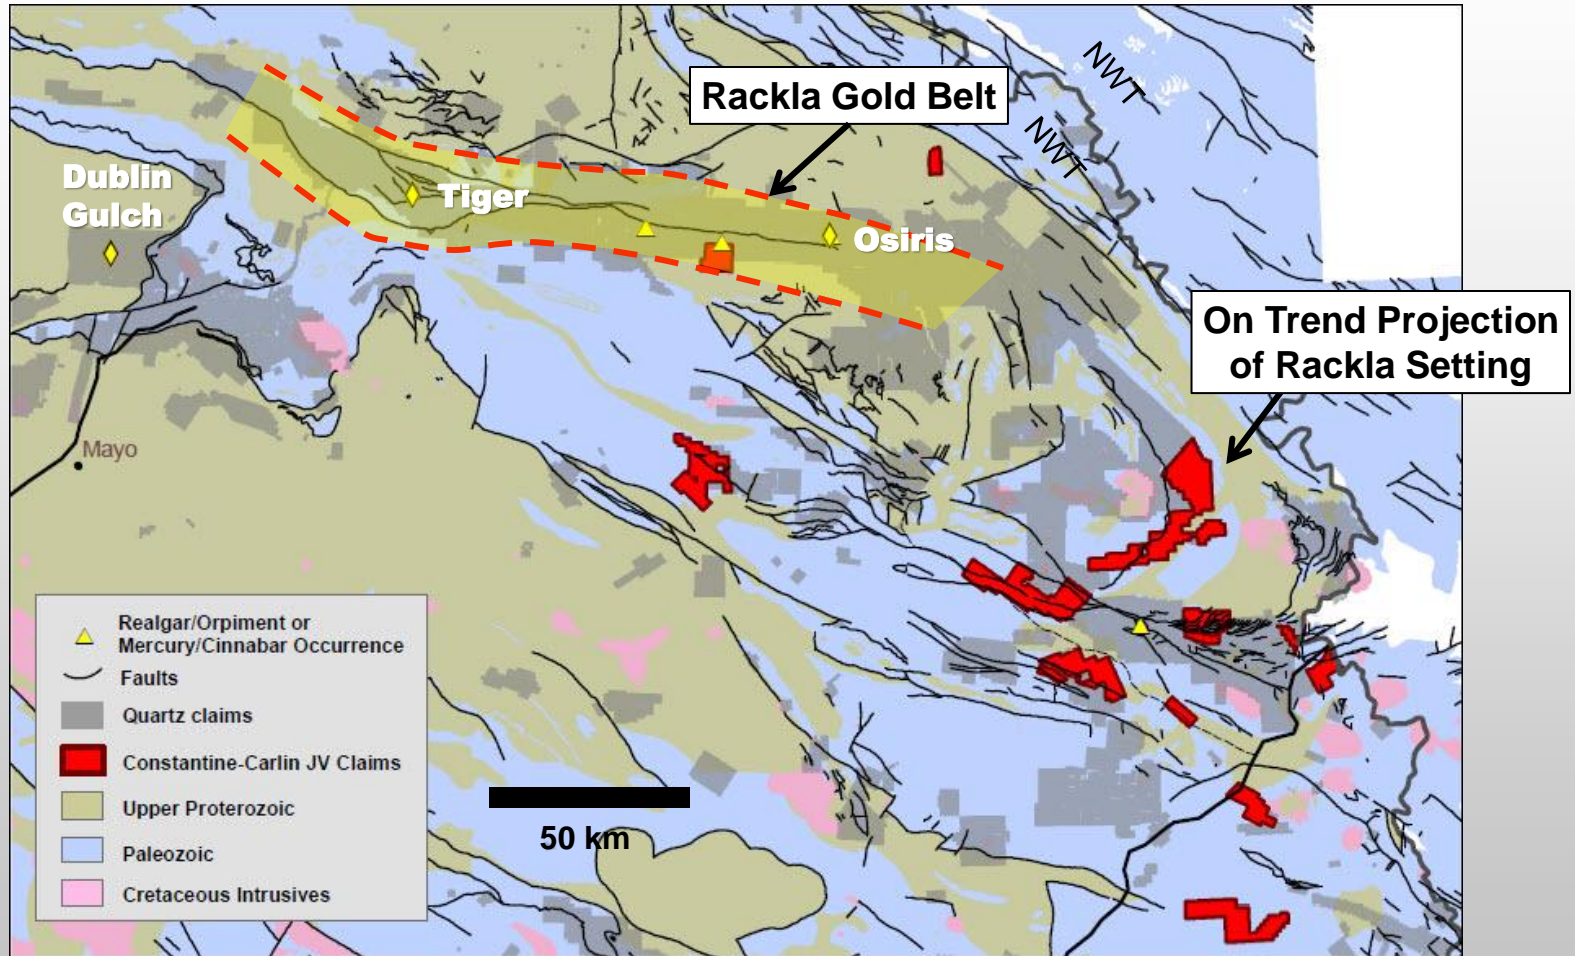 NWT
Rackla Gold Belt
NWT
Dublin
Gulch
Tiger
Osiris
On Trend Projection
of Rackla Setting
Mayo
Realgar/Orpiment or
Mercury/Cinnabar Occurrence
Faults
Quartz claims
Constantine-Carlin JV Claims
Upper Proterozoic
Paleozoic
Cretaceous Intrusives
50 km